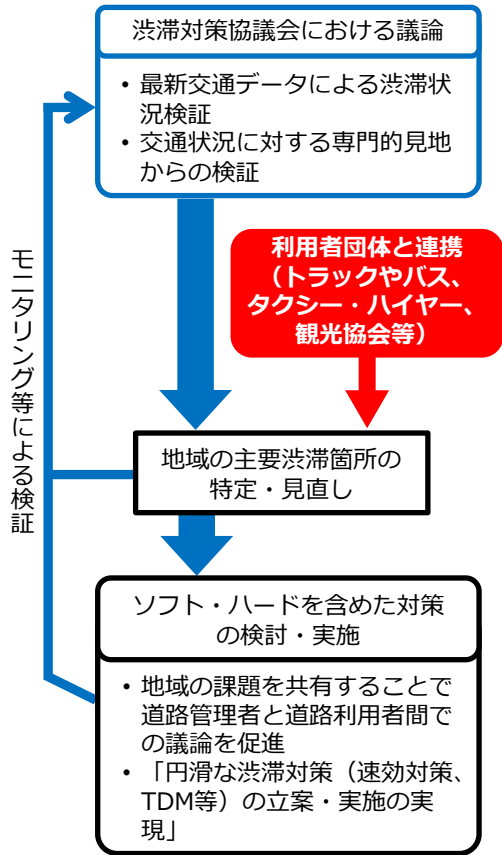 渋滞対策協議会における議論
・最新交通データによる渋滞状
況検証
・交通状況に対する専門的見地
からの検証
利用者団体と連携
（トラックやバス、
タクシー・ハイヤー、
観光協会等）
モニタリング等による検証
地域の主要渋滞箇所の
特定・見直し
ソフト・ハードを含めた対策
の検討・実施
・地域の課題を共有することで
道路管理者と道路利用者間で
の議論を促進
・「円滑な渋滞対策（速効対策、
TDM等）の立案・実施の実
現」